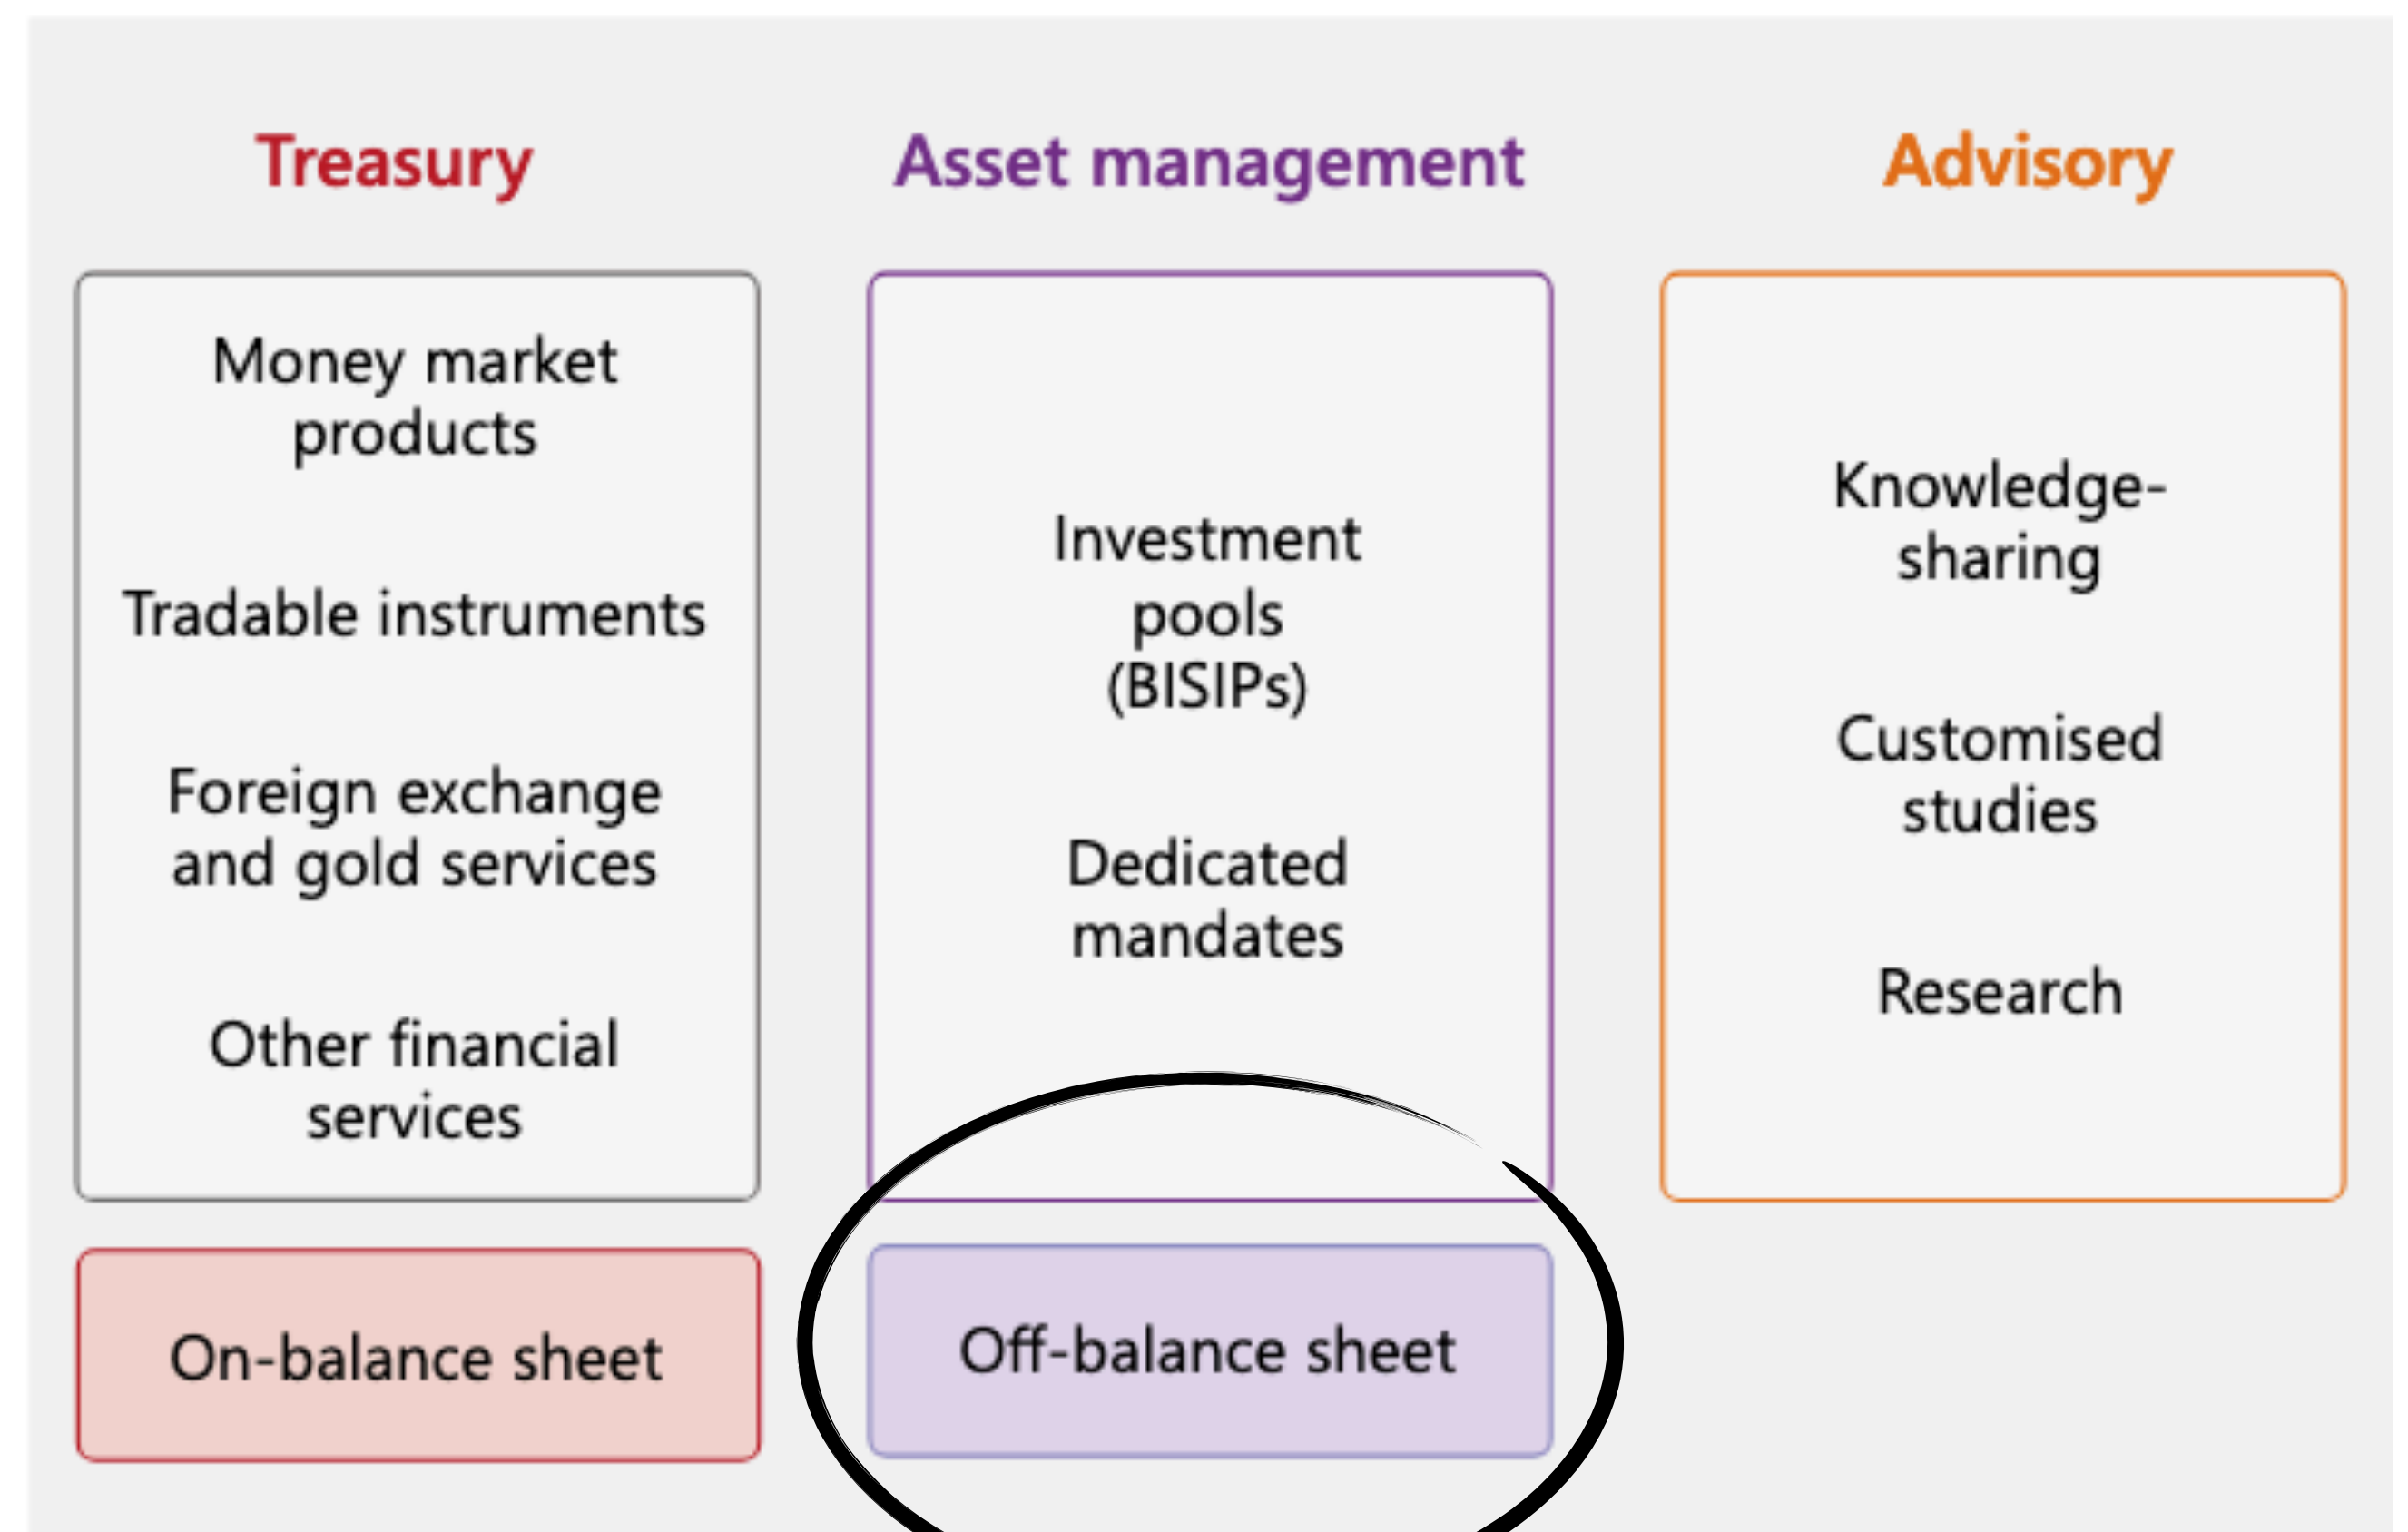 Treasury
Money market
products
Tradable instruments
Foreign exchange
and gold services
Other financial
services
On-balance sheet
Asset management
Investment
pools
(BISIPs)
Dedicated
mandates
Off-balance sheet
Advisory
Knowledge-
sharing
Customised
studies
Research